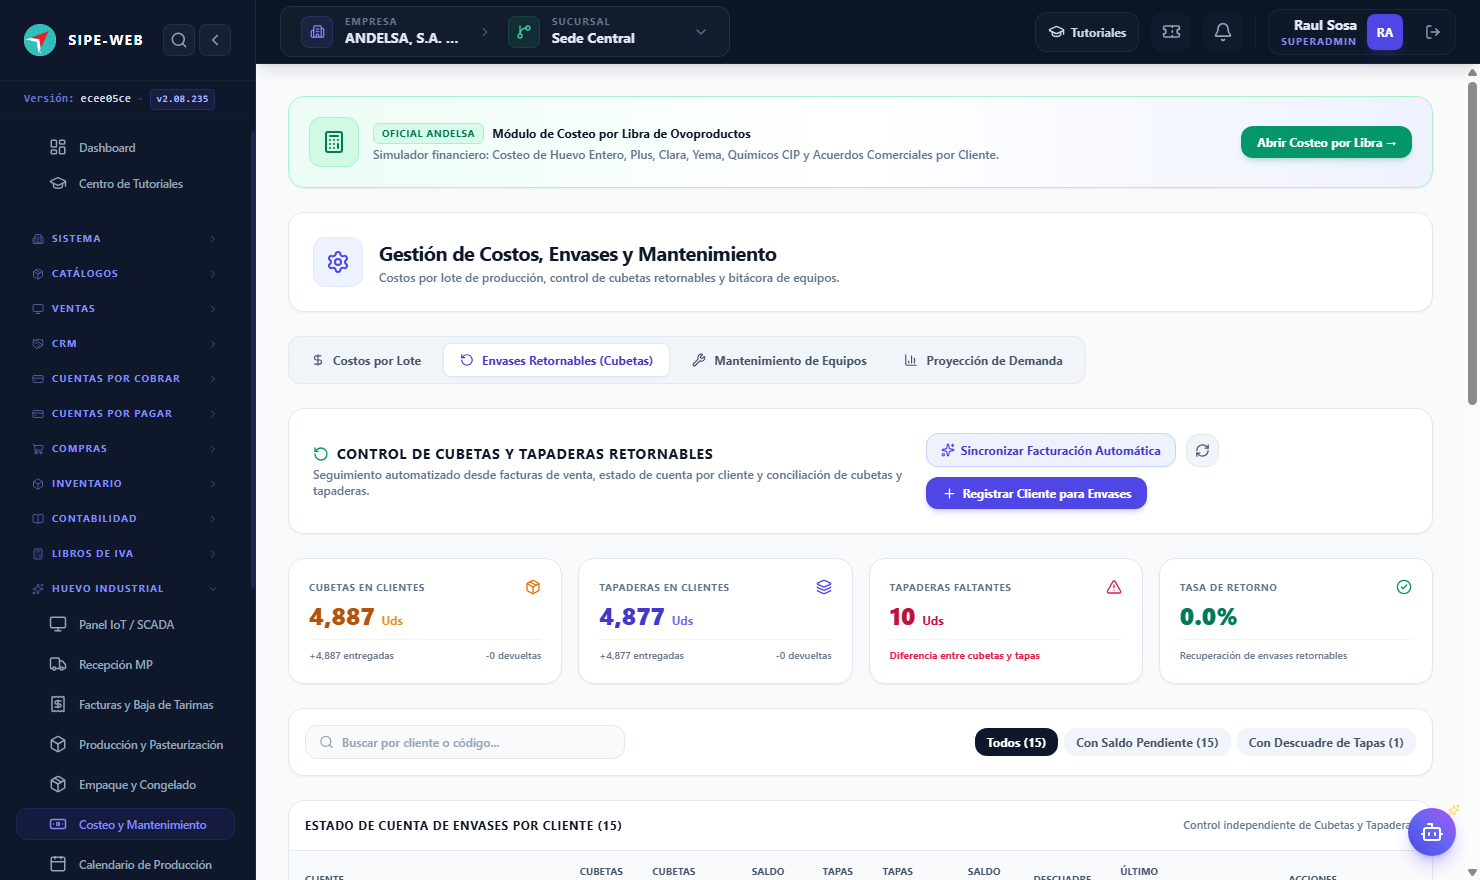 SIPE-WEB
EMPRESA
ANDELSA, S.A. ...
SUCURSAL
Sede Central
Tutoriales
Raul Sosa
SUPERADMIN
RA
Versión: ecee05ce · v2.08.235
Dashboard
Centro de Tutoriales
SISTEMA
CATÁLOGOS
VENTAS
CRM
CUENTAS POR COBRAR
CUENTAS POR PAGAR
COMPRAS
INVENTARIO
CONTABILIDAD
LIBROS DE IVA
HUEVO INDUSTRIAL
Panel IoT / SCADA
Recepción MP
Facturas y Baja de Tarimas
Producción y Pasteurización
Empaque y Congelado
Costeo y Mantenimiento
Calendario de Producción
OFICIAL ANDELSA Módulo de Costeo por Libra de Ovoproductos
Simulador financiero: Costeo de Huevo Entero, Plus, Clara, Yema, Químicos CIP y Acuerdos Comerciales por Cliente.
Abrir Costeo por Libra →
Gestión de Costos, Envases y Mantenimiento
Costos por lote de producción, control de cubetas retornables y bitácora de equipos.
Costos por Lote
Envases Retornables (Cubetas)
Mantenimiento de Equipos
Proyección de Demanda
CONTROL DE CUBETAS Y TAPADERAS RETORNABLES
Seguimiento automatizado desde facturas de venta, estado de cuenta por cliente y conciliación de cubetas y
tapaderas.
Sincronizar Facturación Automática
+ Registrar Cliente para Envases
CUBETAS EN CLIENTES
4,887 Uds
+4,887 entregadas -0 devueltas
TAPADERAS EN CLIENTES
4,877 Uds
+4,877 entregadas -0 devueltas
TAPADERAS FALTANTES
10 Uds
Diferencia entre cubetas y tapas
TASA DE RETORNO
0.0%
Recuperación de envases retornables
Buscar por cliente o código...
Todos (15)
Con Saldo Pendiente (15)
Con Descuadre de Tapas (1)
ESTADO DE CUENTA DE ENVASES POR CLIENTE (15)
Control independiente de Cubetas y Tapadera
CUBETAS CUBETAS SALDO TAPAS TAPAS SALDO ÚLTIMO
CLIENTE DESCUADRE ACCIONES